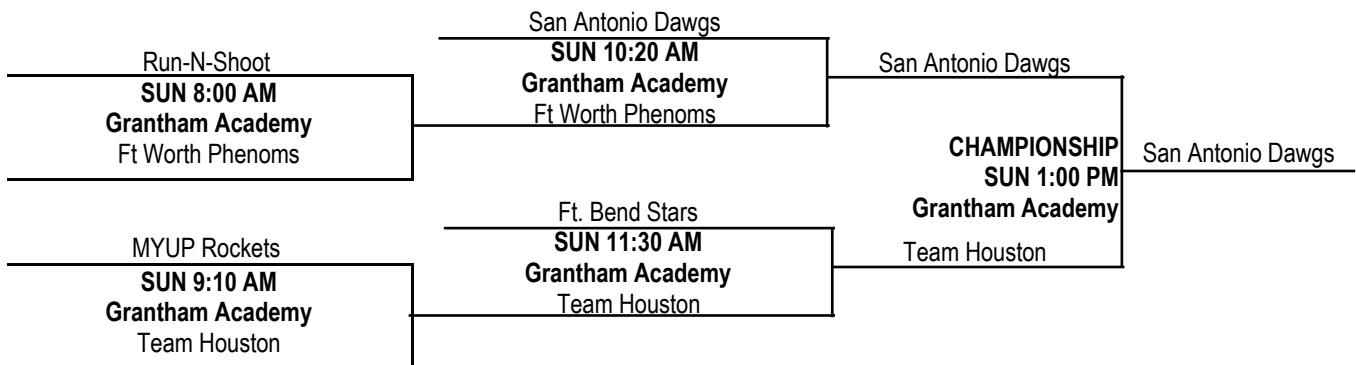 Run-N-Shoot
SUN 8:00 AM
Grantham Academy
Ft Worth Phenoms
MYUP Rockets
SUN 9:10 AM
Grantham Academy
Team Houston
San Antonio Dawgs
SUN 10:20 AM
Grantham Academy
Ft Worth Phenoms
Ft. Bend Stars
SUN 11:30 AM
Grantham Academy
Team Houston
San Antonio Dawgs
CHAMPIONSHIP
SUN 1:00 PM
Grantham Academy
Team Houston
San Antonio Dawgs